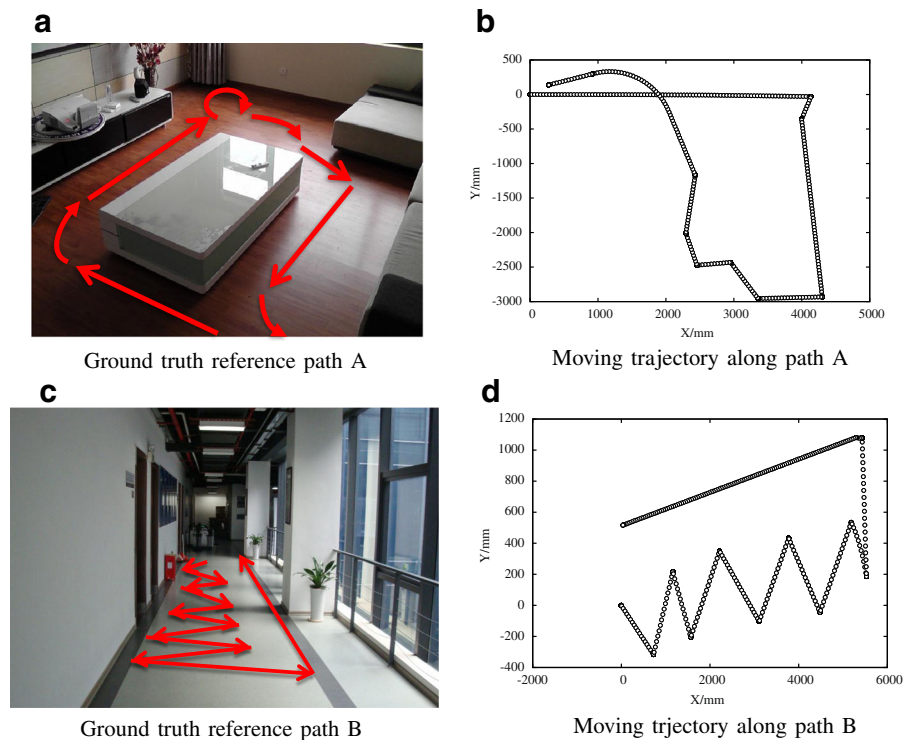 a
b
500
0
-500
-1000
-1500
-2000
-2500
-3000
Y/mm
0 1000 2000 3000 4000 5000
X/mm
Ground truth reference path A
Moving trajectory along path A
c
d
1200
1000
800
600
400
200
0
-200
-400
Y/mm
-2000 0 2000 4000 6000
X/mm
Ground truth reference path B
Moving trjectory along path B